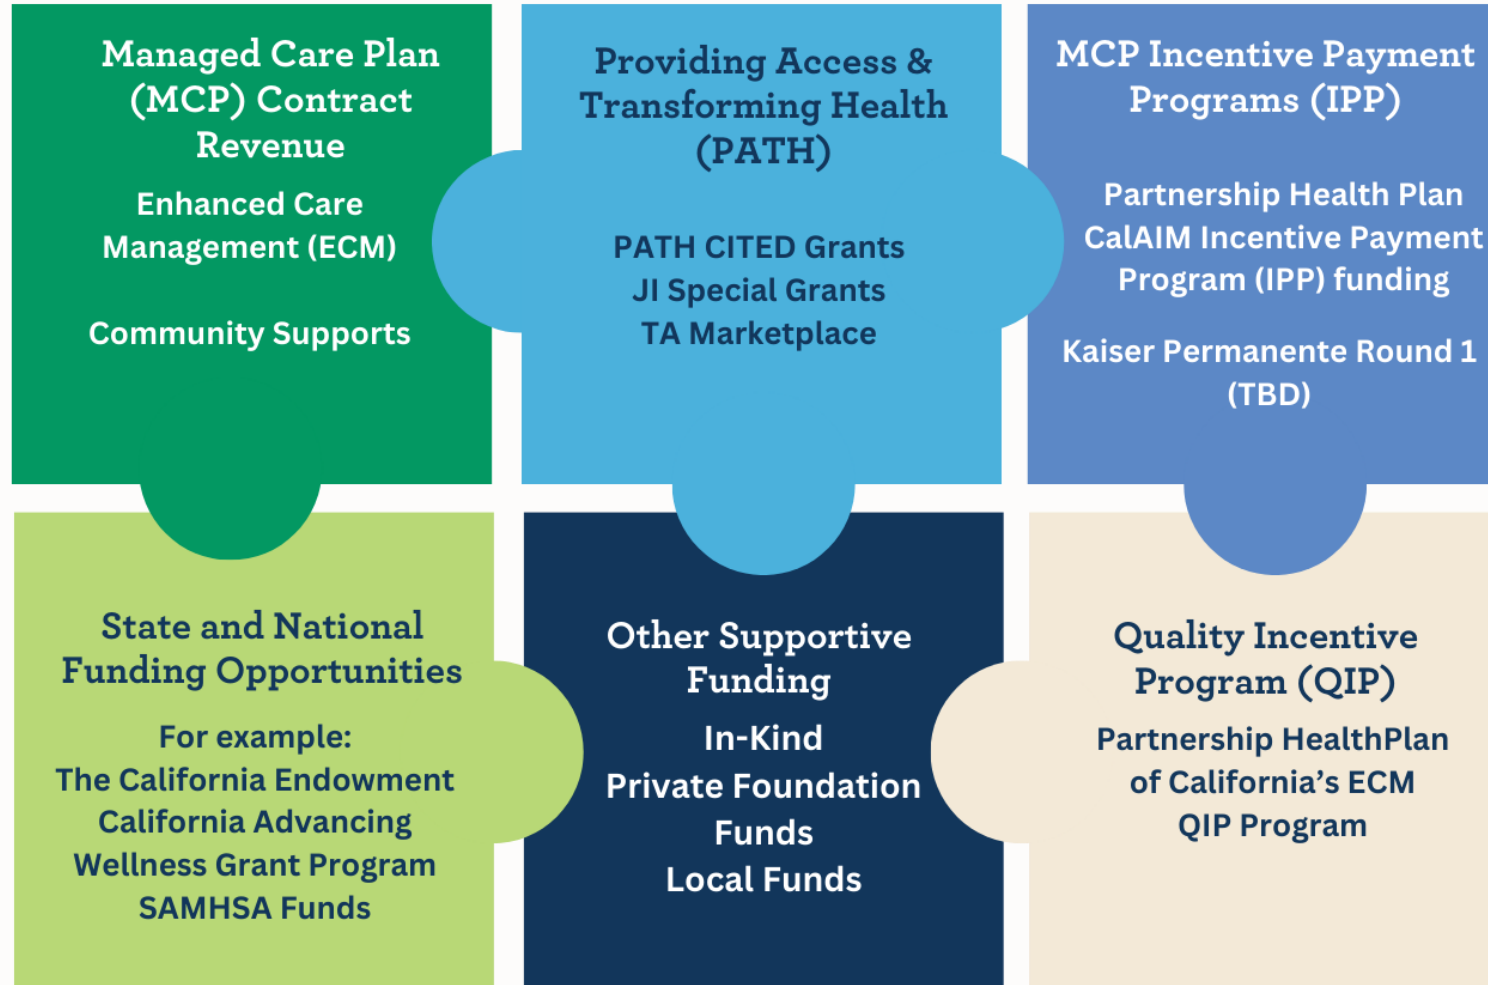 Managed Care Plan
(MCP) Contract
Revenue
Enhanced Care
Management (ECM)
Community Supports
Providing Access &
Transforming Health
(PATH)
PATH CITED Grants
JI Special Grants
TA Marketplace
MCP Incentive Payment
Programs (IPP)
Partnership Health Plan
CalAIM Incentive Payment
Program (IPP) funding
Kaiser Permanente Round 1
(TBD)
State and National
Funding Opportunities
For example:
The California Endowment
California Advancing
Wellness Grant Program
SAMHSA Funds
Other Supportive
Funding
In-Kind
Private Foundation
Funds
Local Funds
Quality Incentive
Program (QIP)
Partnership HealthPlan
of California’s ECM
QIP Program